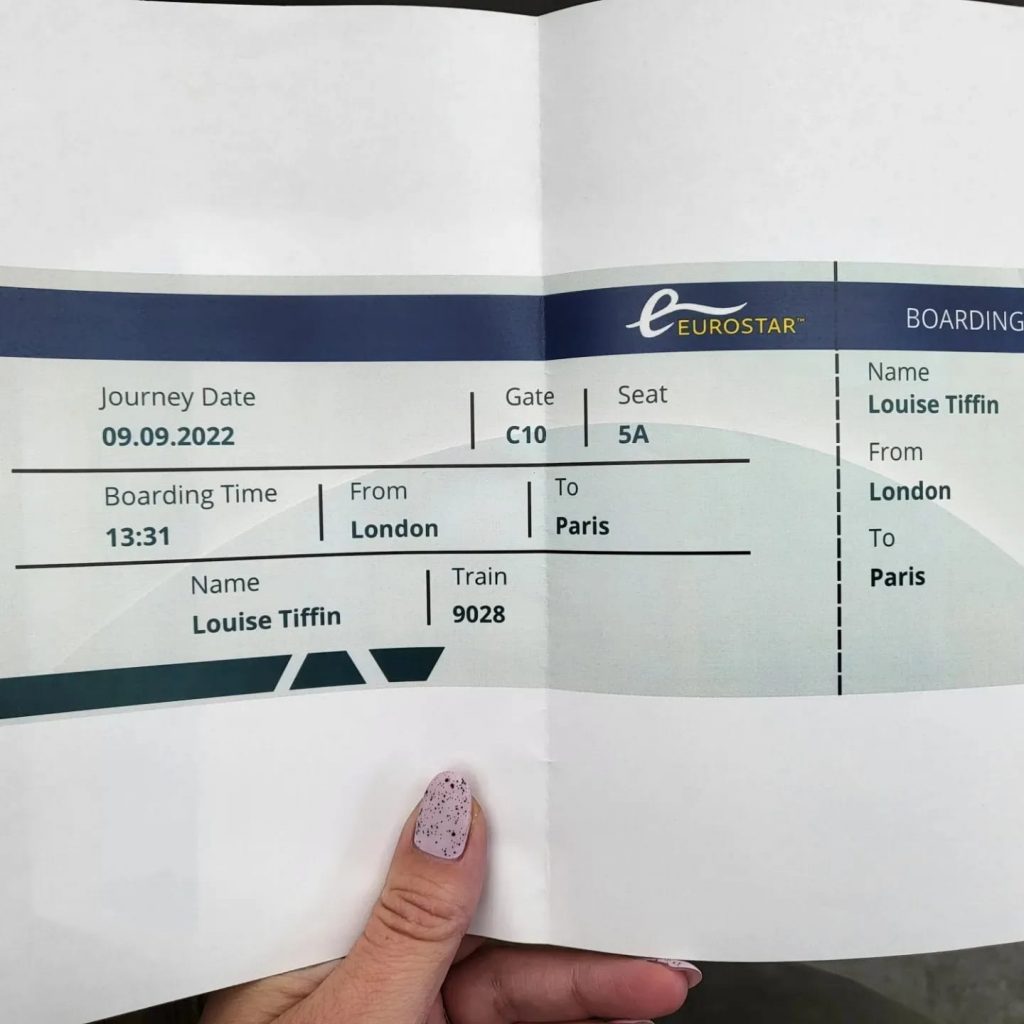 e EUROSTAR™
BOARDING
Journey Date
09.09.2022
Gate
C10
Seat
5A
Boarding Time
13:31
From
London
To
Paris
Name
Louise Tiffin
Train
9028
Name
Louise Tiffin
From
London
To
Paris